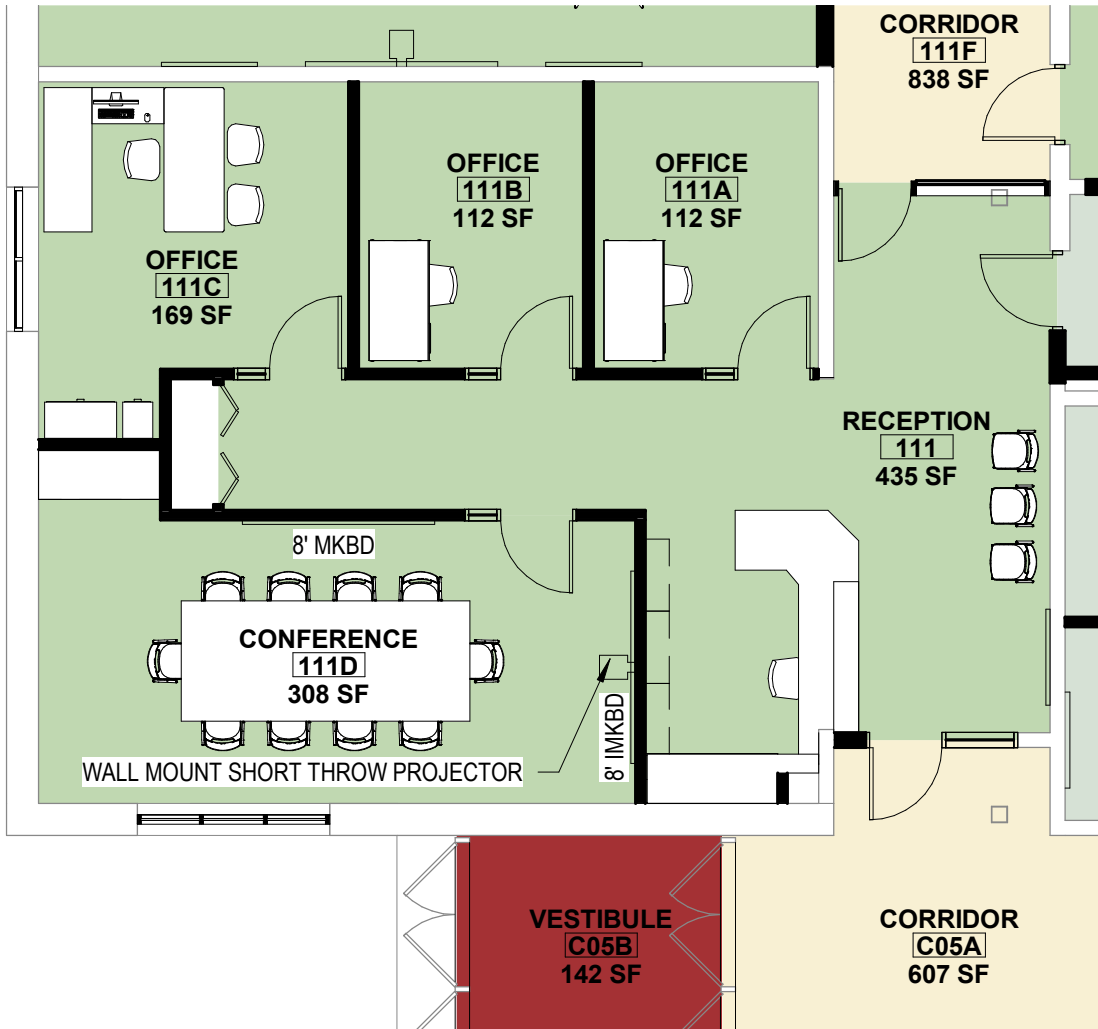 CORRIDOR
111F
838 SF
OFFICE
111B
112 SF
OFFICE
111A
112 SF
OFFICE
111C
169 SF
RECEPTION
111
435 SF
8' MKBD
CONFERENCE
111D
308 SF
8' IMKBD
WALL MOUNT SHORT THROW PROJECTOR
VESTIBULE
C05B
142 SF
CORRIDOR
C05A
607 SF